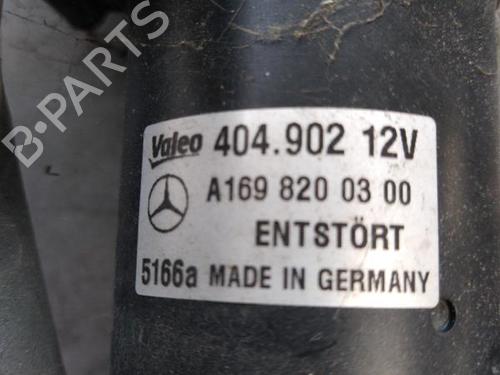 B-PARTS
Valeo 404.902 12V
A169 820 03 00
ENTSTÖRT
5166a MADE IN GERMANY